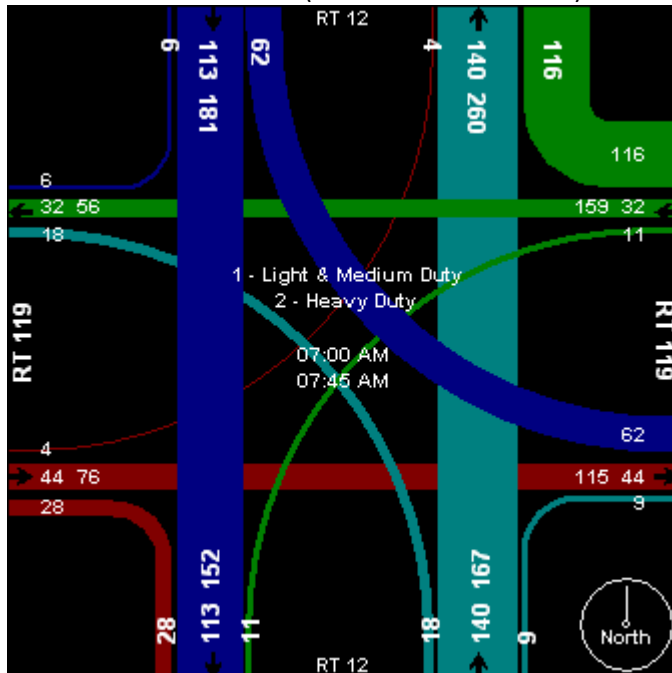 RT 12
6
113 181
62
4
140 260
116
116
6
32 56
159 32
18
11
1 - Light & Medium Duty
2 - Heavy Duty
RT 119
RT 119
07:00 AM
07:45 AM
62
4
44 76
115 44
28
9
28
113 152
11
18
140 167
9
North
RT 12